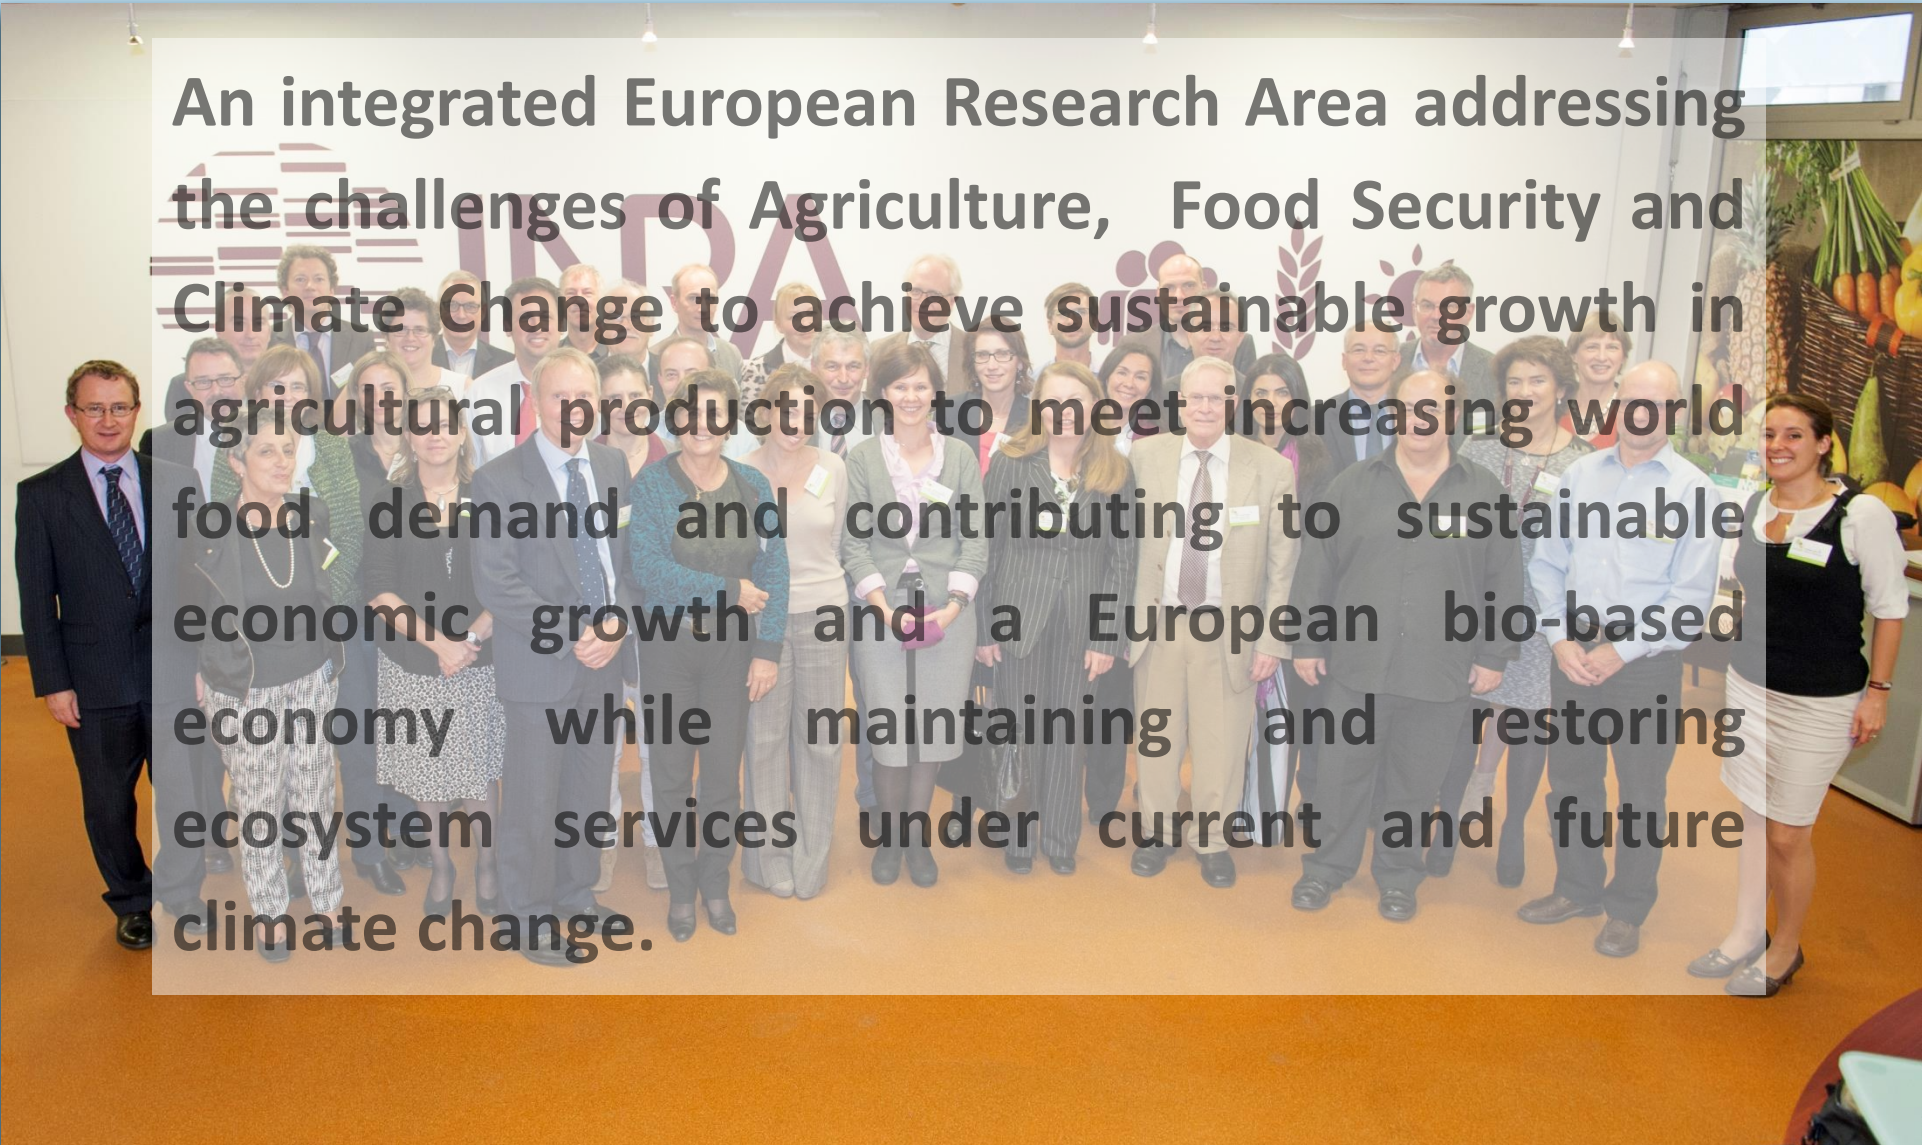 An integrated European Research Area addressing
the challenges of Agriculture, Food Security and
Climate Change to achieve sustainable growth in
agricultural production to meet increasing world
food demand and contributing to sustainable
economic growth and a European bio-based
economy while maintaining and restoring
ecosystem services under current and future
climate change.
INRA